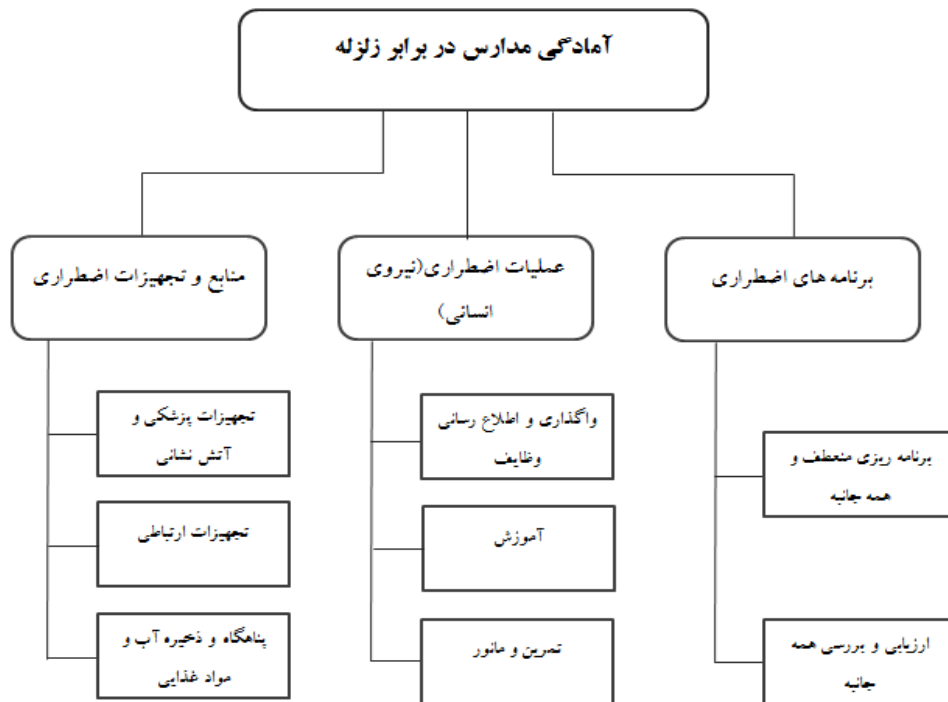 آمادگی مدارس در برابر زلزله
برنامه های اضطراری
برنامه ریزی منعطف و
همه جانبه
ارزیابی و بررسی همه
جانبه
عملیات اضطراری(نیروی
انسانی)
واگذاری و اطلاع رسانی
وظایف
آموزش
تمرین و مانور
منابع و تجهیزات اضطراری
تجهیزات پزشکی و
آتش نشانی
تجهیزات ارتباطی
پناهگاه و ذخیره آب و
مواد غذایی